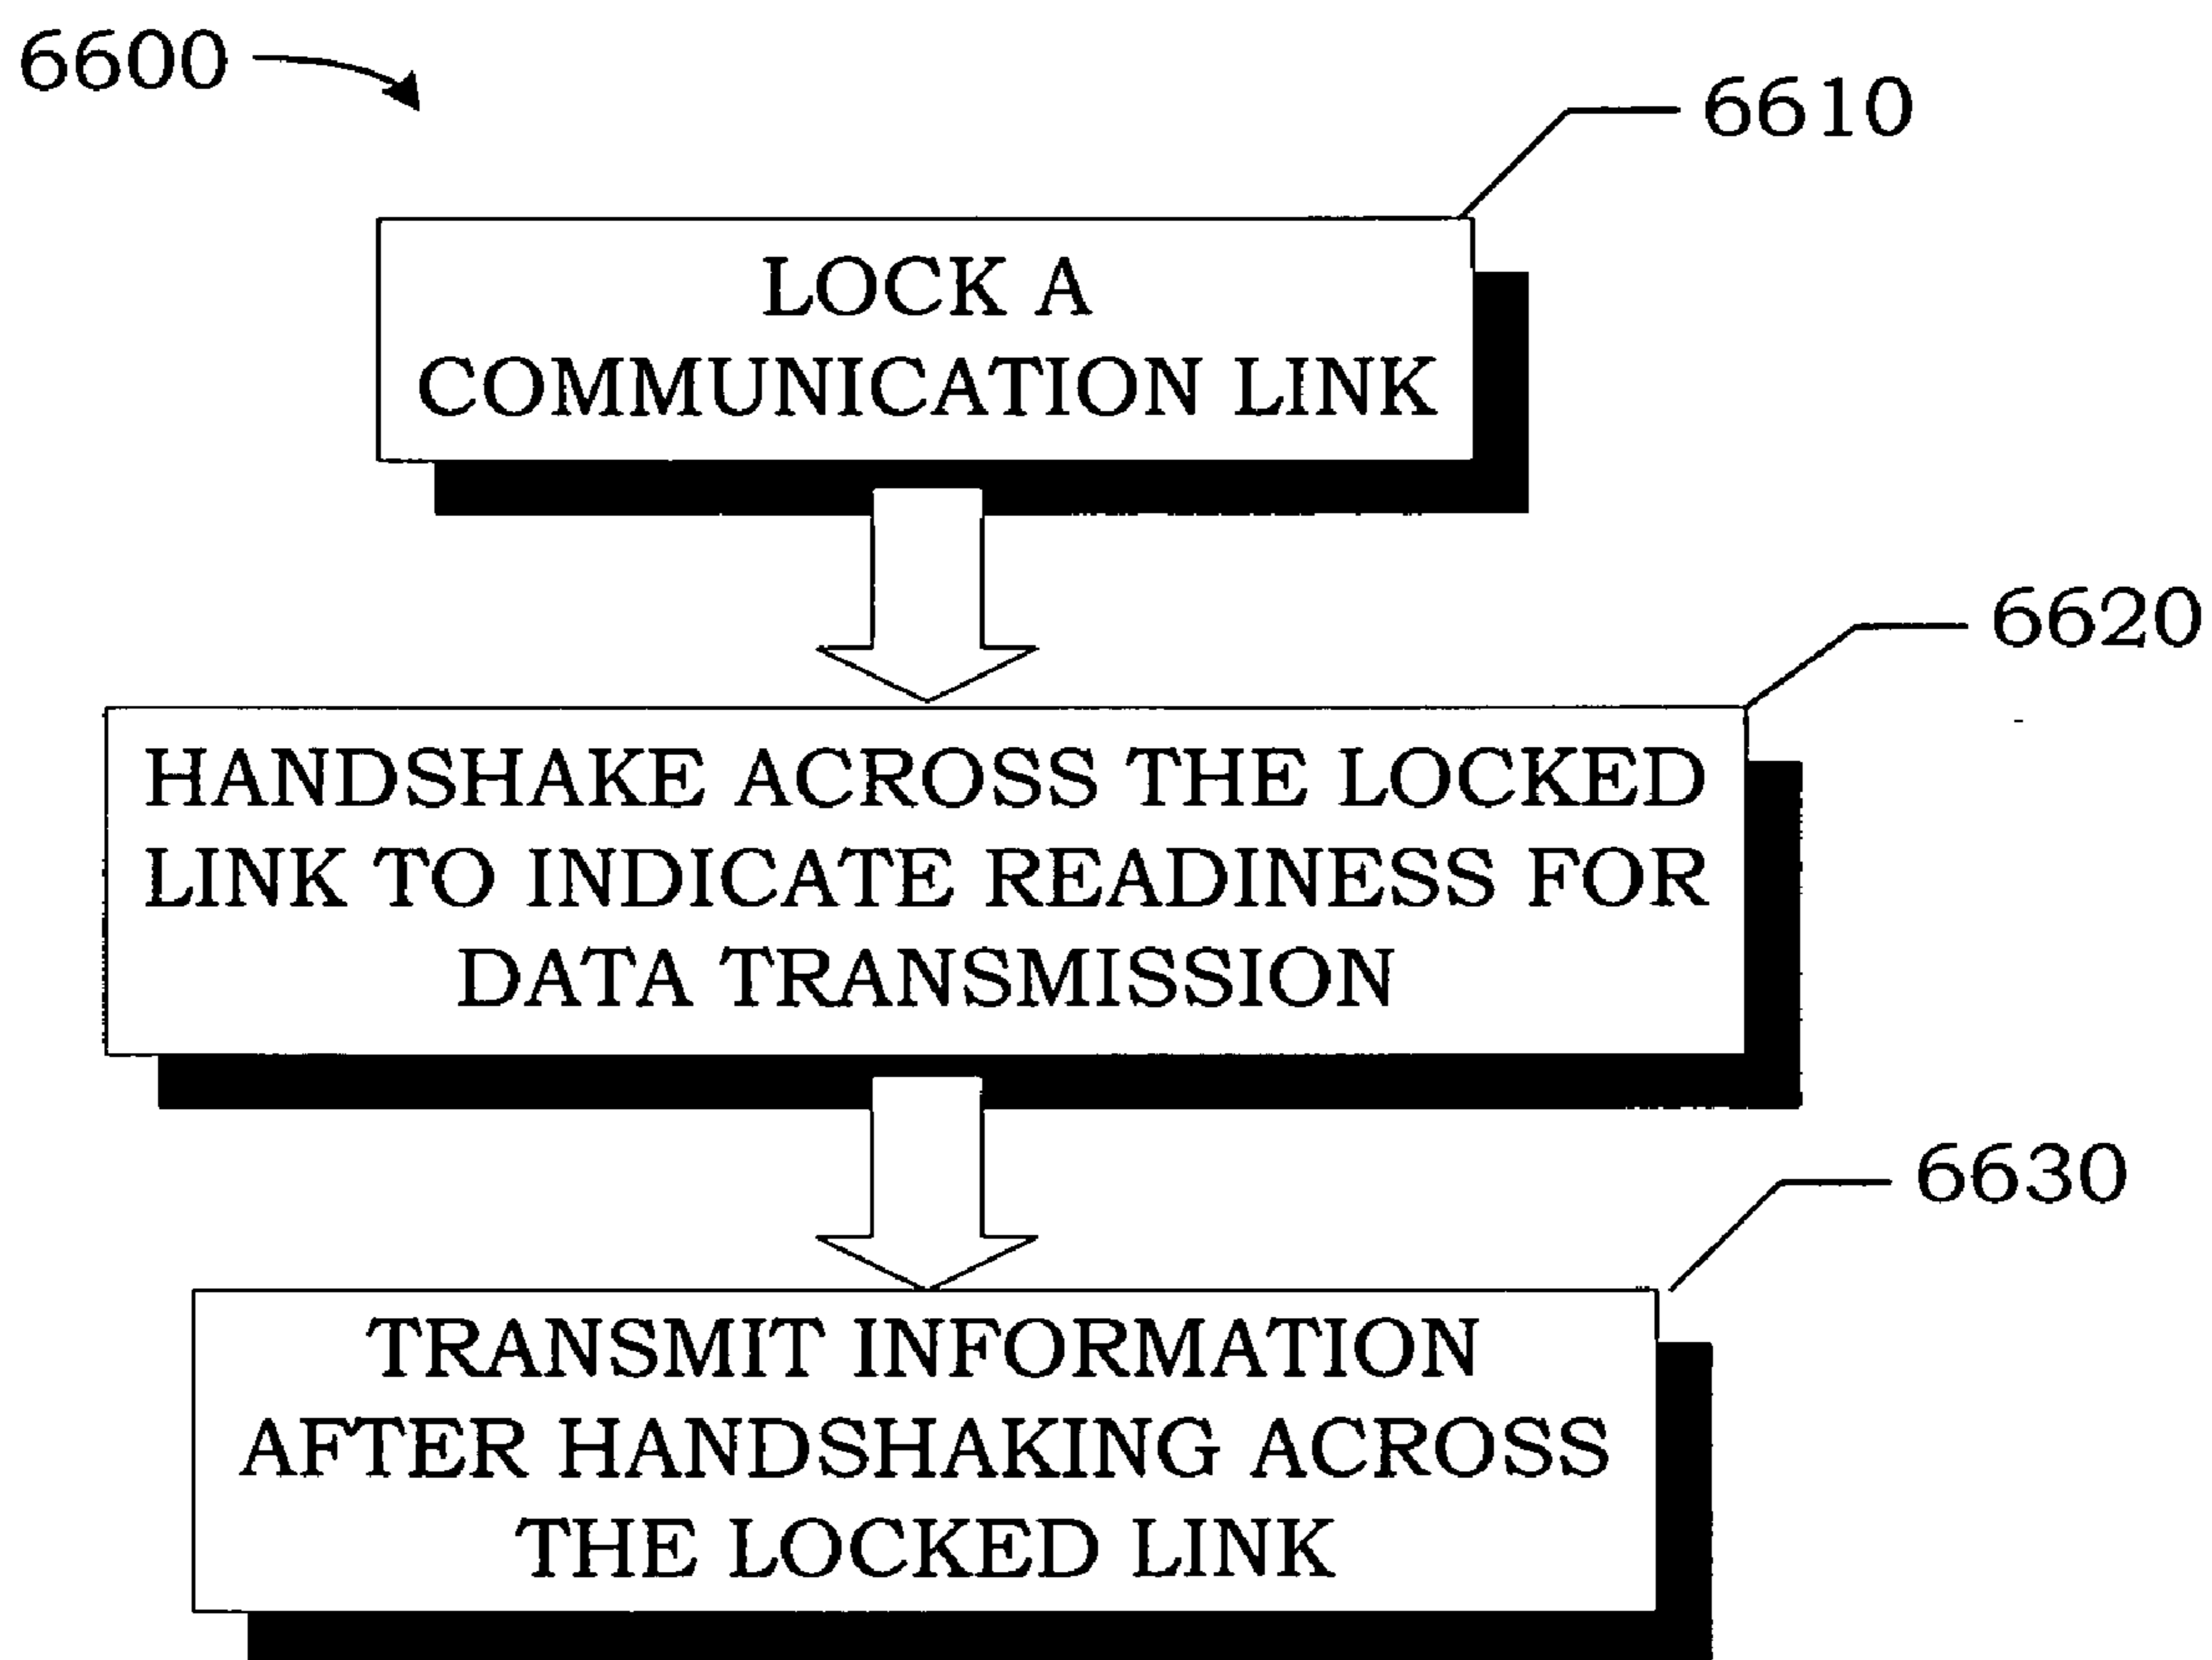 6600
6610
LOCK A
COMMUNICATION LINK
6620
HANDSHAKE ACROSS THE LOCKED
LINK TO INDICATE READINESS FOR
DATA TRANSMISSION
6630
TRANSMIT INFORMATION
AFTER HANDSHAKING ACROSS
THE LOCKED LINK